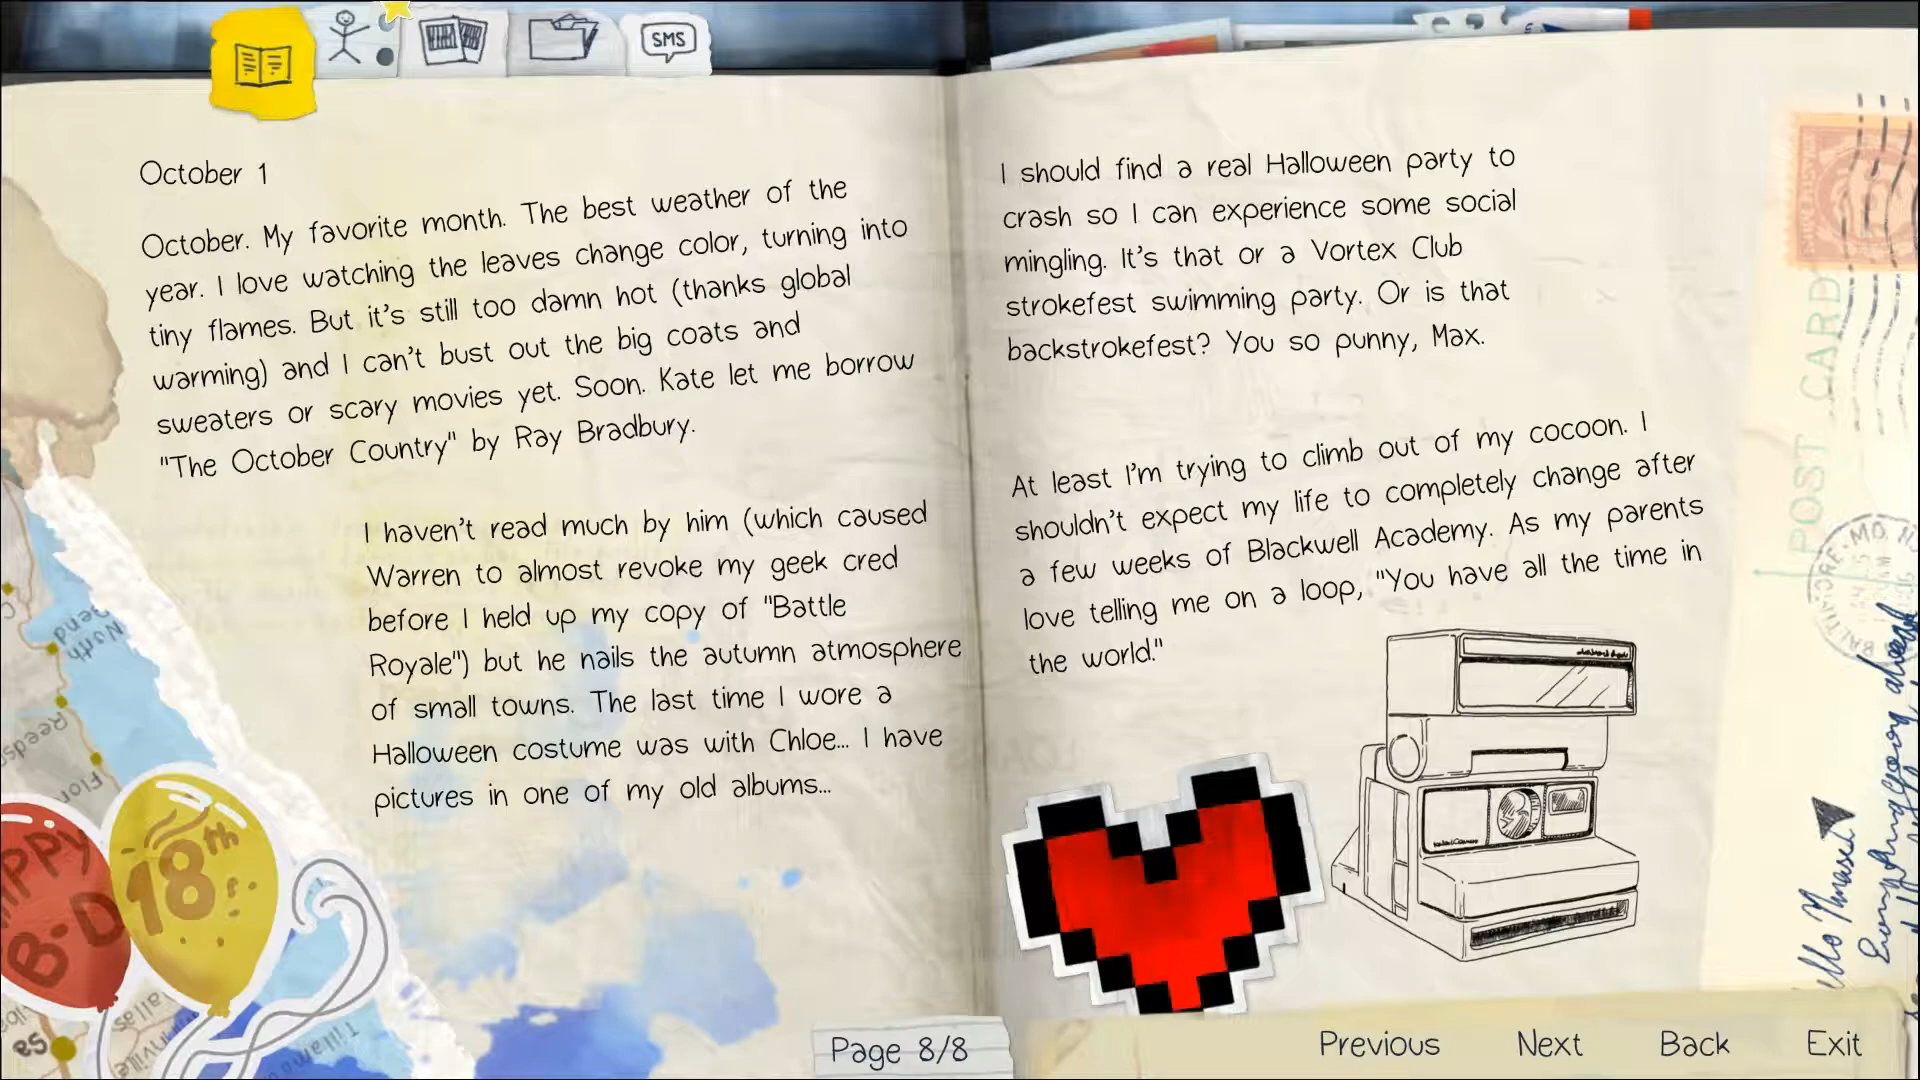 SMS
October 1
October. My favorite month. The best weather of the
year. I love watching the leaves change color, turning into
tiny flames. But it's still too damn hot (thanks global
warming) and I can't bust out the big coats and
sweaters or scary movies yet. Soon. Kate let me borrow
"The October Country" by Ray Bradbury.
I haven't read much by him (which caused
Warren to almost revoke my geek cred
before I held up my copy of "Battle
Royale") but he nails the autumn atmosphere
of small towns. The last time I wore a
Halloween costume was with Chloe... I have
pictures in one of my old albums...
I should find a real Halloween party to
crash so I can experience some social
mingling. It's that or a Vortex Club
strokefest swimming party. Or is that
backstrokefest? You so punny, Max.
At least I'm trying to climb out of my cocoon. I
shouldn't expect my life to completely change after
a few weeks of Blackwell Academy. As my parents
love telling me on a loop, "You have all the time in
the world."
North
Bend
Reedsp
Flor
HAPPY
B-D
18th
Tillamo
POST CARD
Page 8/8
Previous
Next
Back
Exit